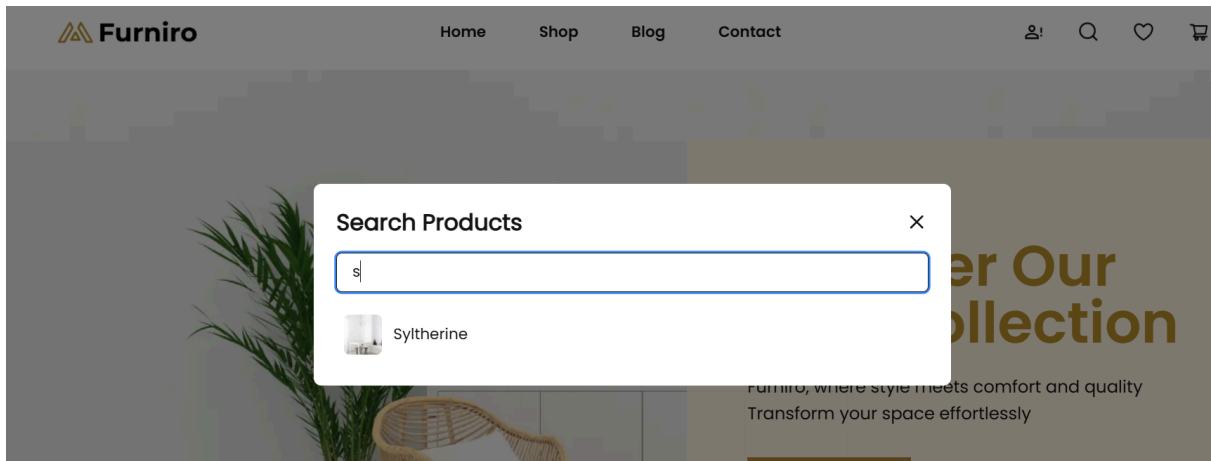 Furniro
Home Shop Blog Contact
Search Products
s
Syltherine
er Our
ollection
Furniro, where style meets comfort and quality
Transform your space effortlessly